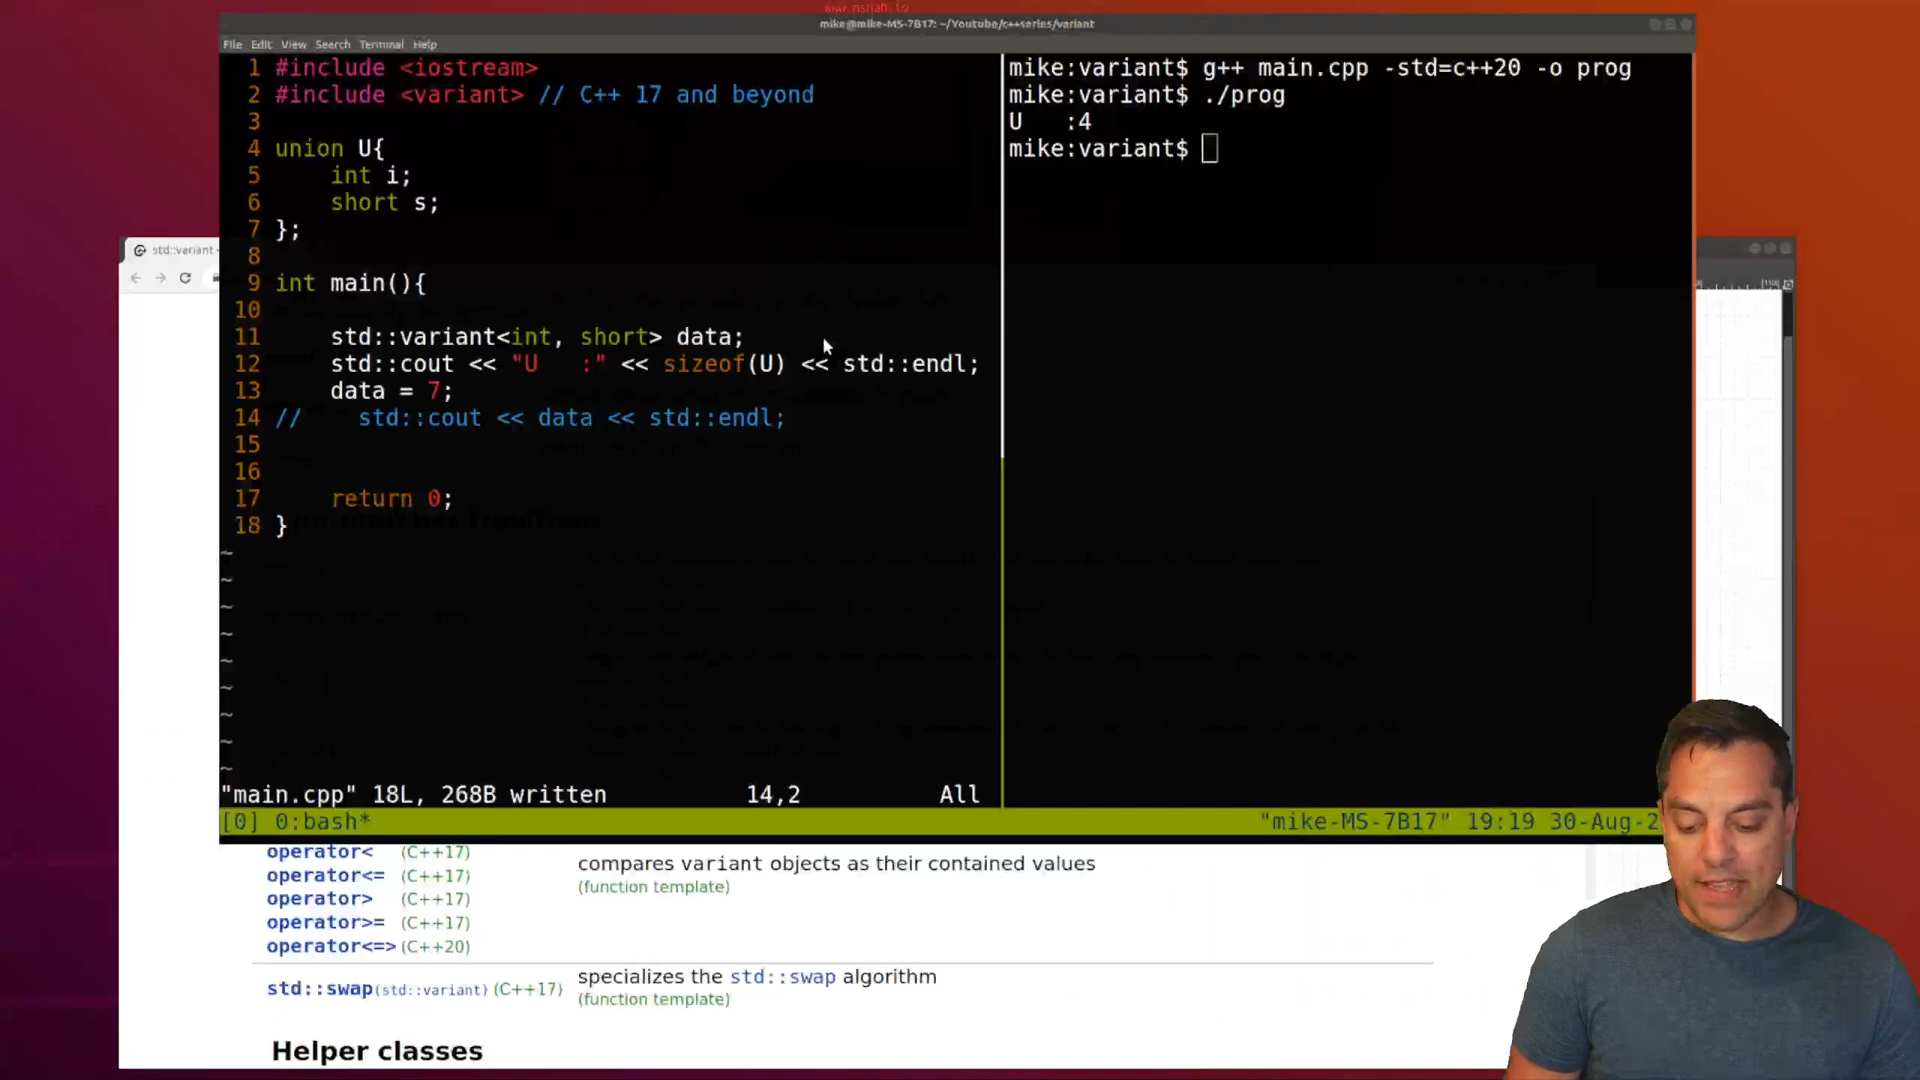 www.mshah.io
mike@mike-MS-7B17: ~/Youtube/c++series/variant
File Edit View Search Terminal Help
1 #include <iostream>
2 #include <variant> // C++ 17 and beyond
3
4 union U{
5 int i;
6 short s;
7 };
8
9 int main(){
10
11 std::variant<int, short> data;
12 std::cout << "U   :" << sizeof(U) << std::endl;
13 data = 7;
14 //     std::cout << data << std::endl;
15
16
17 return 0;
18 }
~
~
~
~
~
~
~
~
~
"main.cpp" 18L, 268B written 14,2 All
mike:variant$ g++ main.cpp -std=c++20 -o prog
mike:variant$ ./prog
U   :4
mike:variant$
[0] 0:bash* "mike-MS-7B17" 19:19 30-Aug-2
std::variant -
operator< (C++17)
operator<= (C++17)
operator> (C++17)
operator>= (C++17)
operator<=> (C++20)
compares variant objects as their contained values
(function template)
std::swap(std::variant) (C++17)
specializes the std::swap algorithm
(function template)
Helper classes